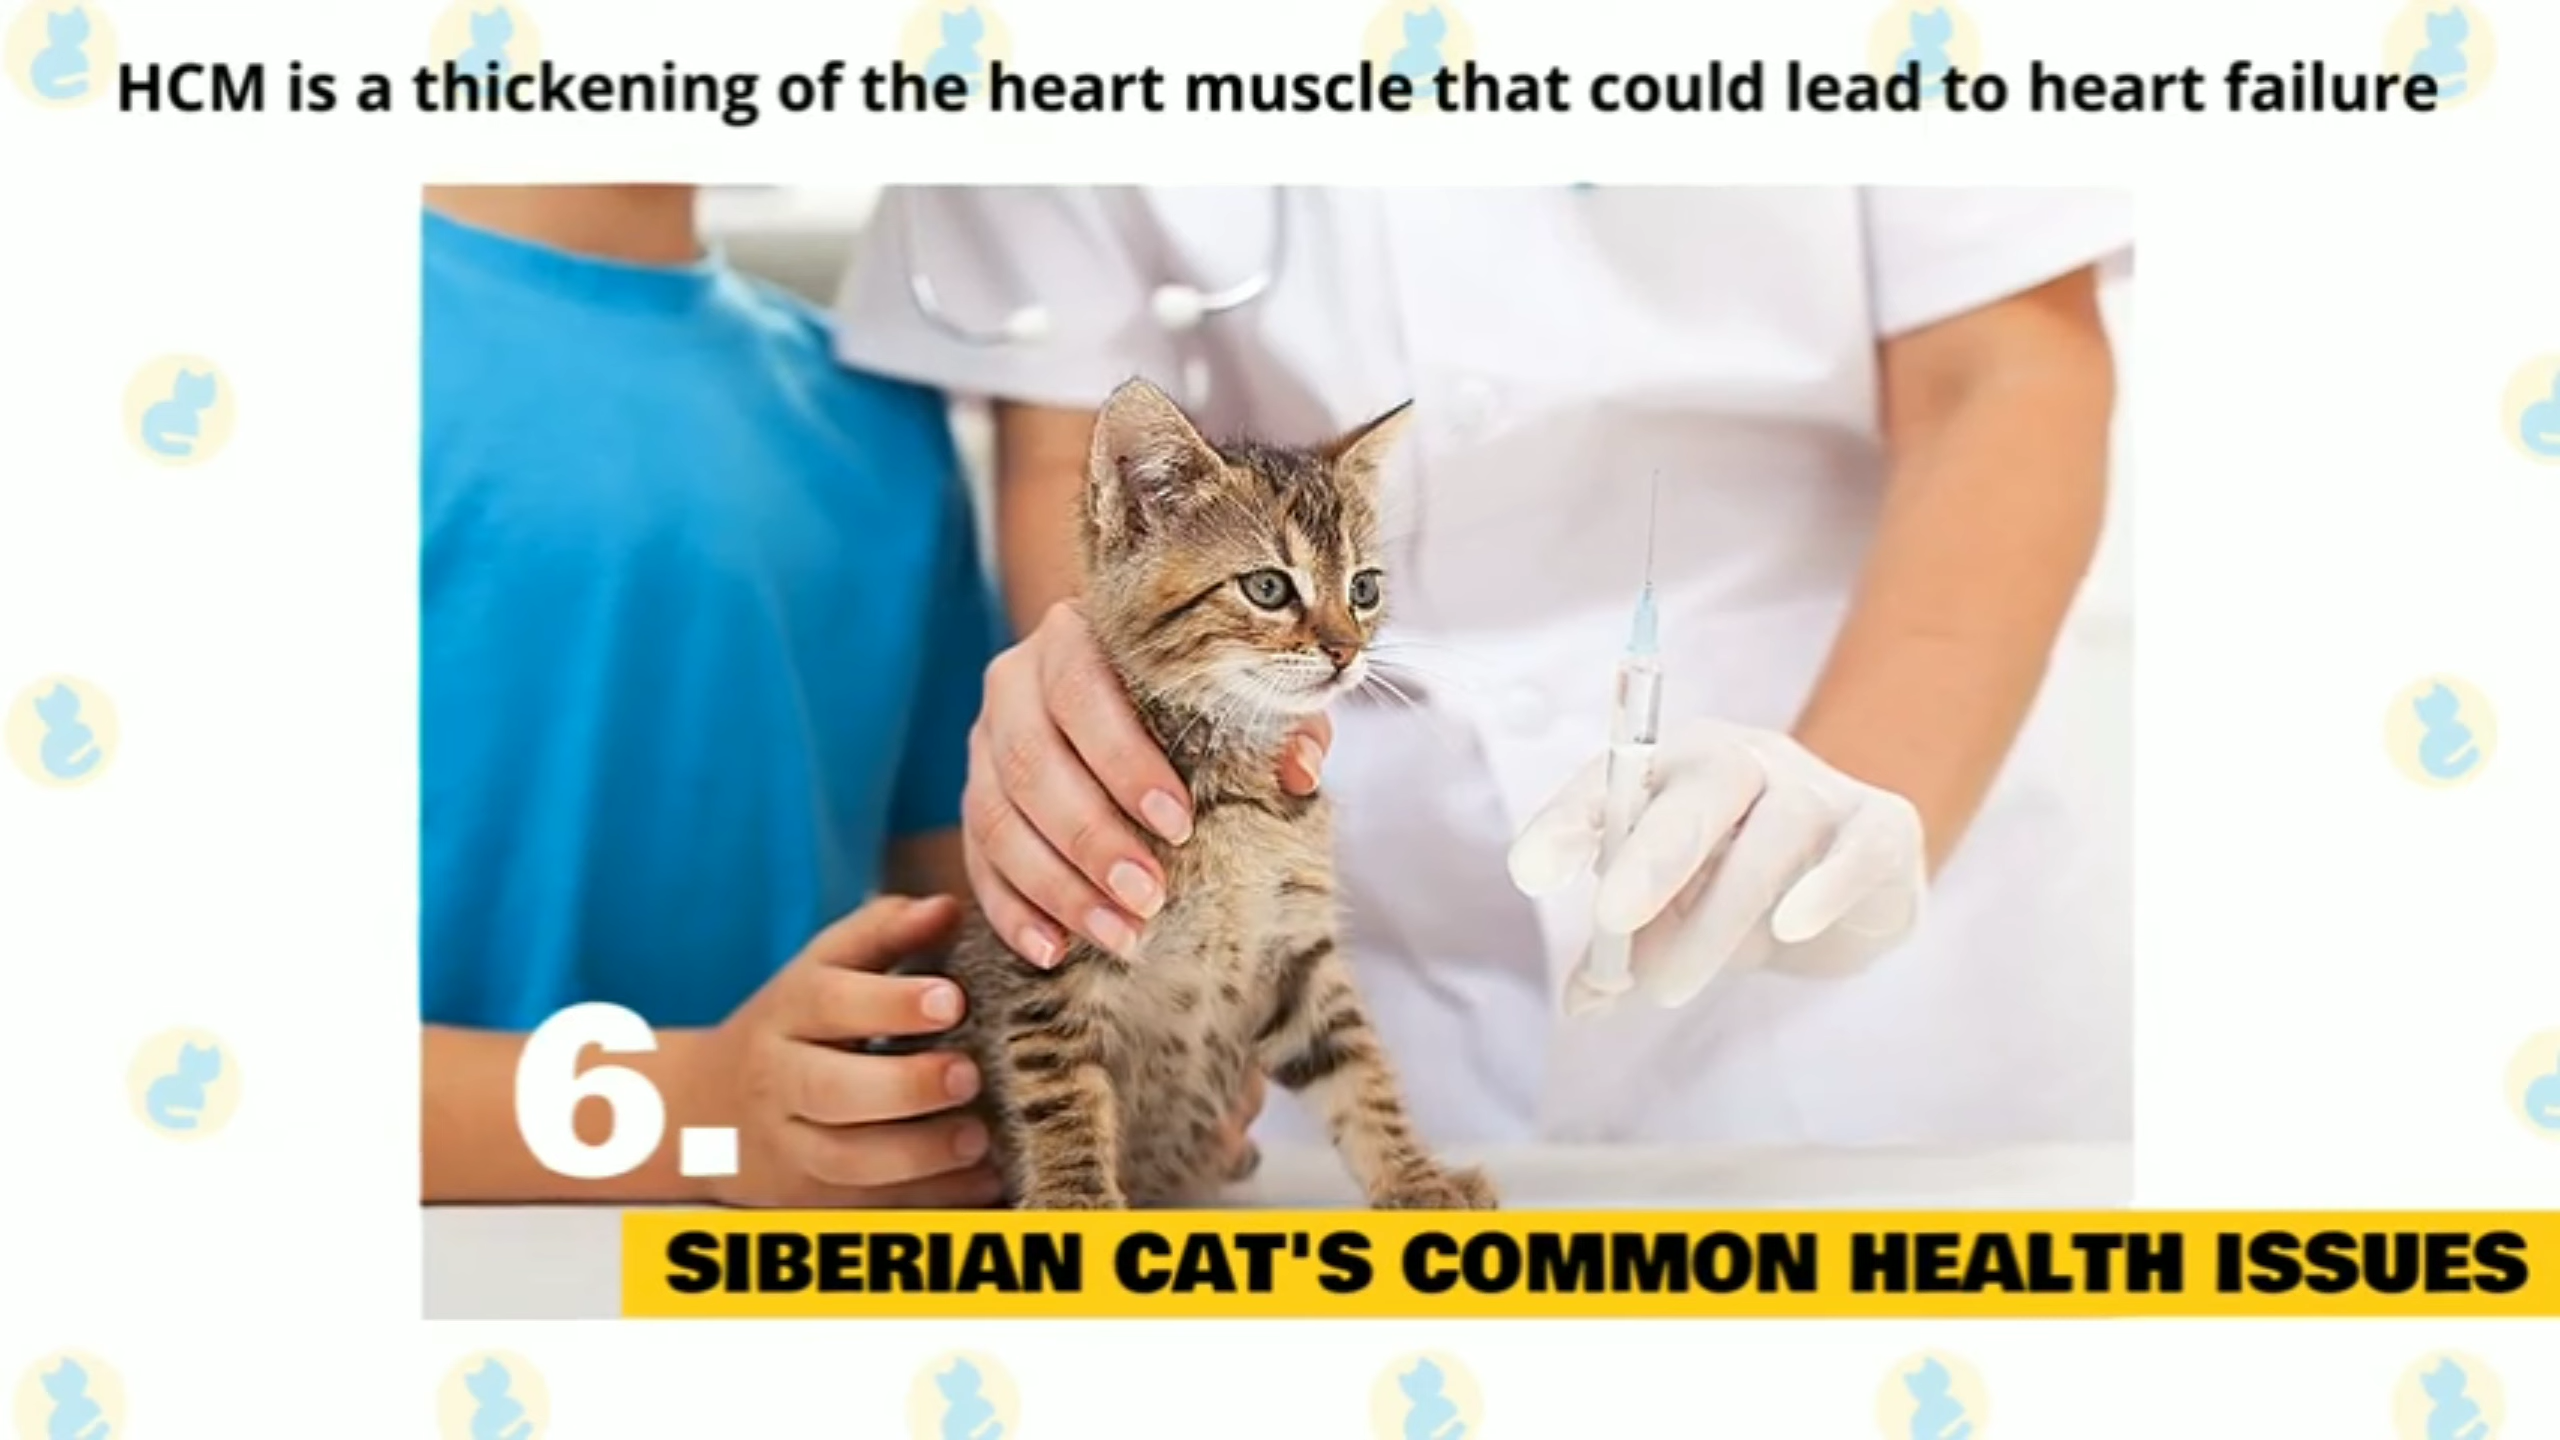 HCM is a thickening of the heart muscle that could lead to heart failure
6.
SIBERIAN CAT'S COMMON HEALTH ISSUES